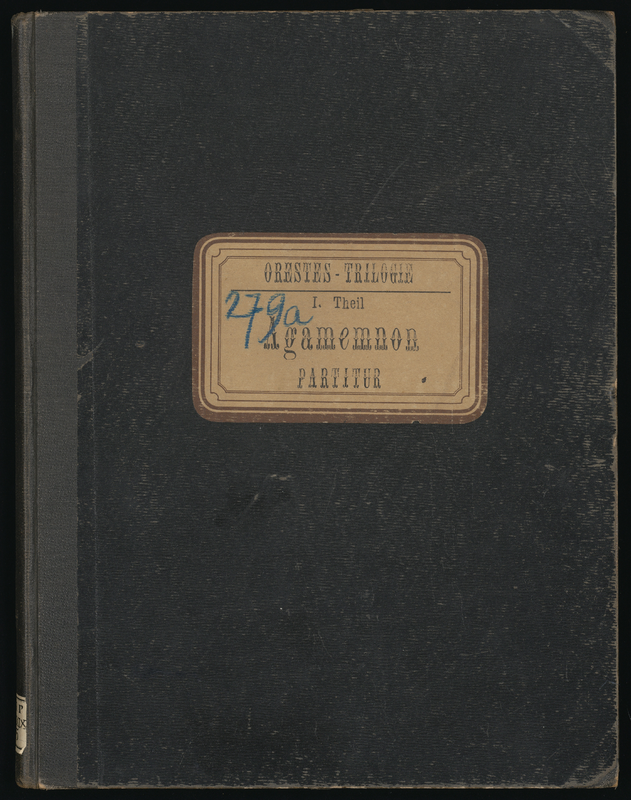 ORESTES - TRILOGIE
I. Theil
279a
Agamemnon
PARTITUR
P